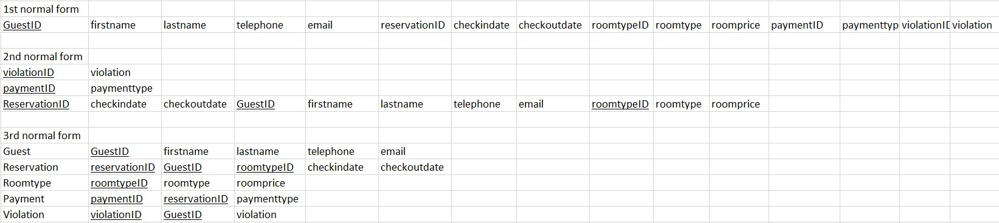 1st normal form
GuestID firstname lastname telephone email reservationID checkindate checkoutdate roomtypeID roomtype roomprice paymentID paymenttyp violationID violation
2nd normal form
violationID violation
paymentID paymenttype
ReservationID checkindate checkoutdate GuestID firstname lastname telephone email roomtypeID roomtype roomprice
3rd normal form
Guest GuestID firstname lastname telephone email
Reservation reservationID GuestID roomtypeID checkindate checkoutdate
Roomtype roomtypeID roomtype roomprice
Payment paymentID reservationID paymenttype
Violation violationID GuestID violation